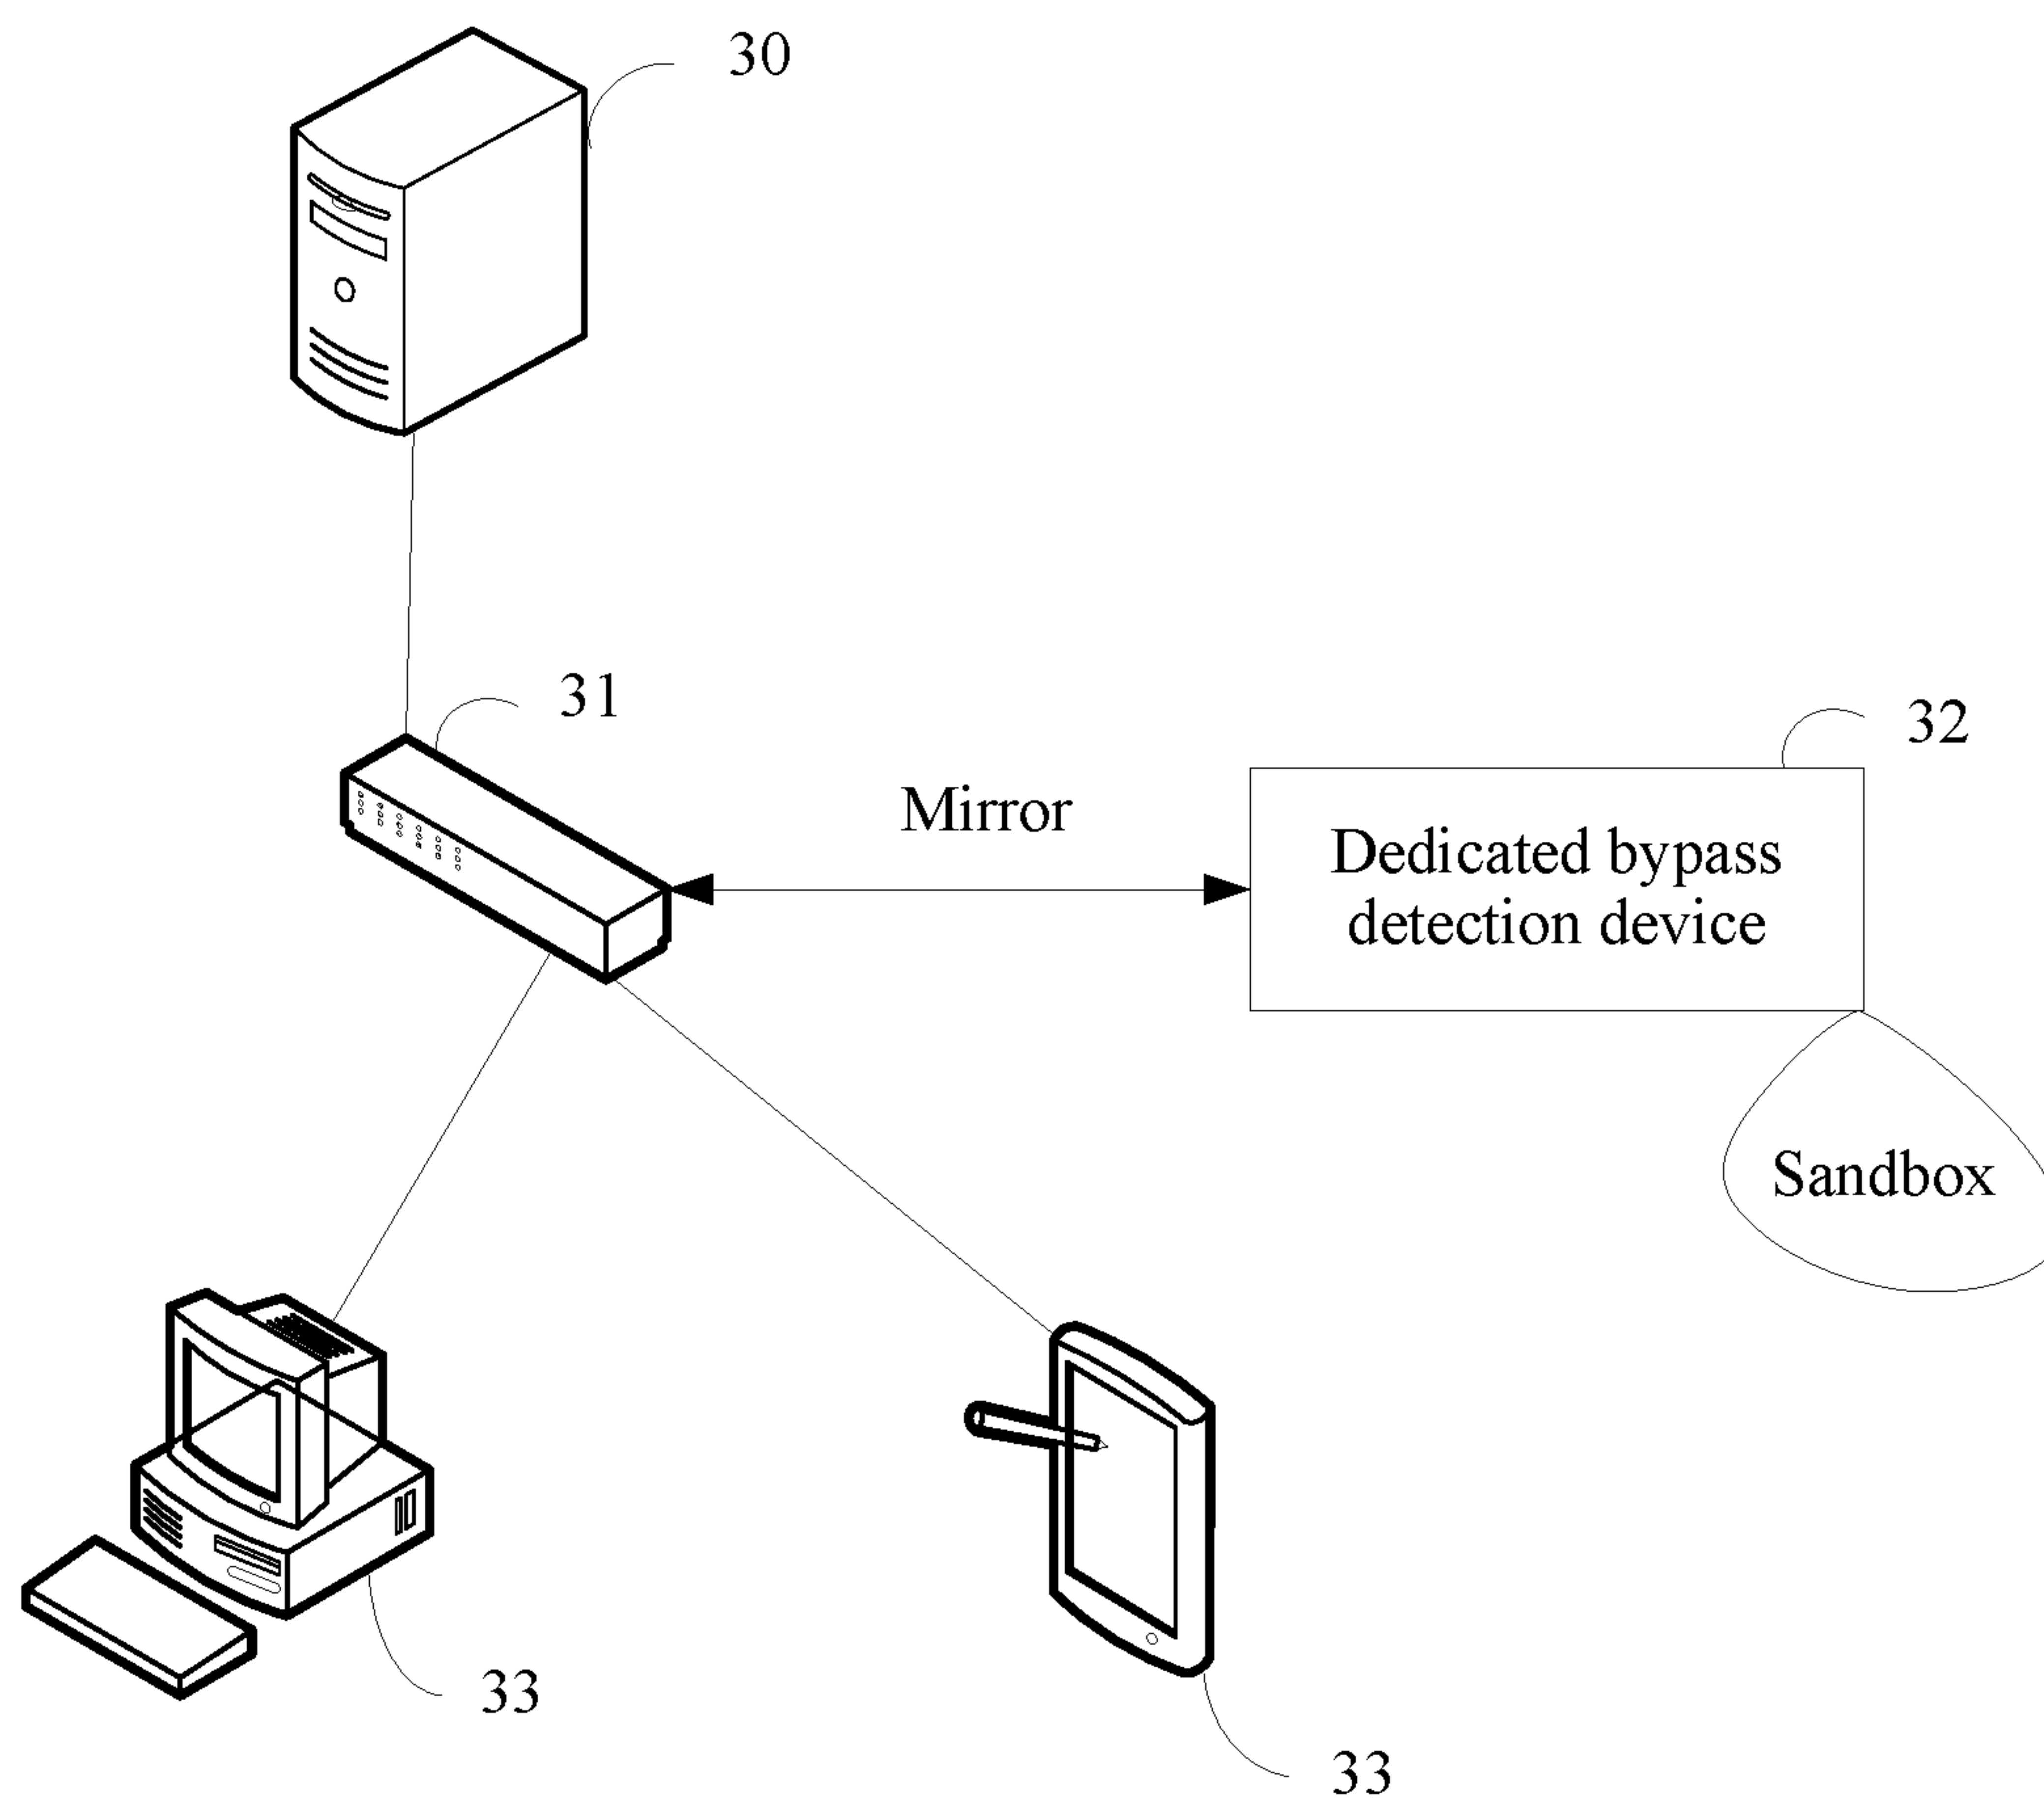 30
31
32
Mirror
Dedicated bypass
detection device
Sandbox
33
33